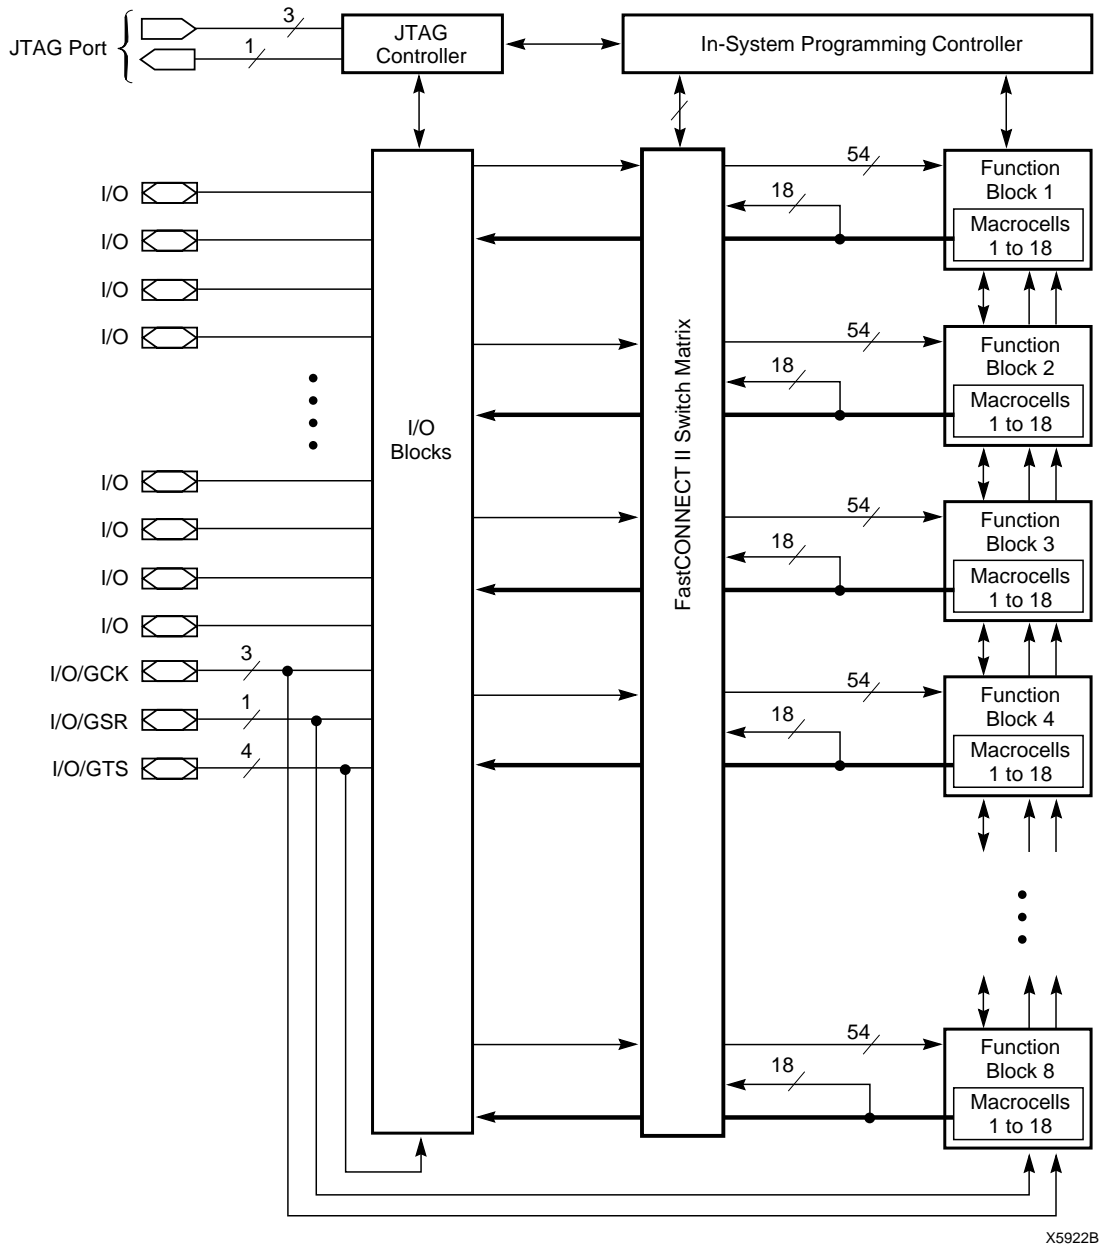 JTAG Port
3
1
JTAG
Controller
In-System Programming Controller
I/O
I/O
I/O
I/O
I/O
I/O
I/O
I/O
I/O/GCK
3
I/O/GSR
1
I/O/GTS
4
I/O
Blocks
FastCONNECT II Switch Matrix
54
18
Function
Block 1
Macrocells
1 to 18
54
18
Function
Block 2
Macrocells
1 to 18
54
18
Function
Block 3
Macrocells
1 to 18
54
18
Function
Block 4
Macrocells
1 to 18
54
18
Function
Block 8
Macrocells
1 to 18
X5922B